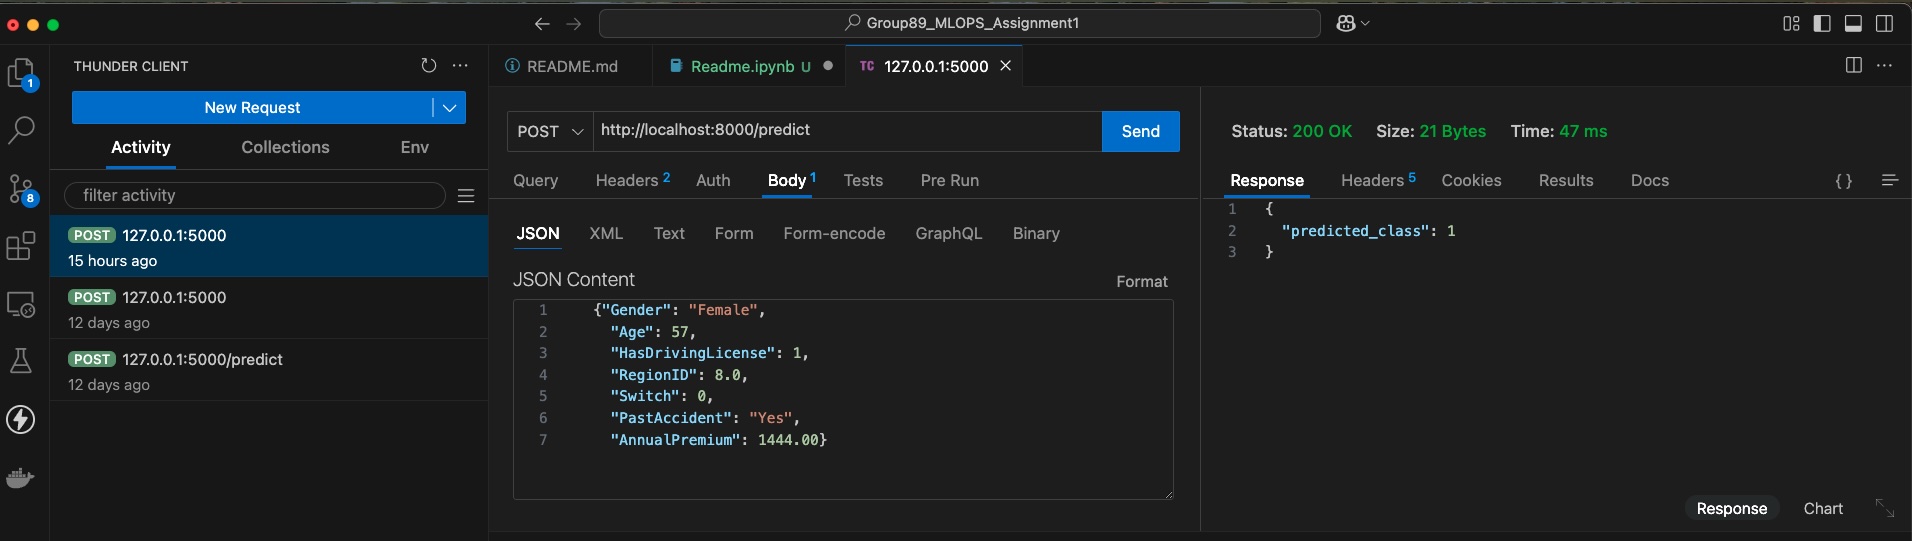 Group89_MLOPS_Assignment1
THUNDER CLIENT
New Request
Activity Collections Env
filter activity
POST 127.0.0.1:5000
15 hours ago
POST 127.0.0.1:5000
12 days ago
POST 127.0.0.1:5000/predict
12 days ago
1
8
README.md Readme.ipynb U TC 127.0.0.1:5000
POST http://localhost:8000/predict Send
Query Headers 2 Auth Body 1 Tests Pre Run
JSON XML Text Form Form-encode GraphQL Binary
JSON Content Format
1 {"Gender": "Female",
2 "Age": 57,
3 "HasDrivingLicense": 1,
4 "RegionID": 8.0,
5 "Switch": 0,
6 "PastAccident": "Yes",
7 "AnnualPremium": 1444.00}
Status: 200 OK Size: 21 Bytes Time: 47 ms
Response Headers 5 Cookies Results Docs { }
1 {
2 "predicted_class": 1
3 }
Response Chart